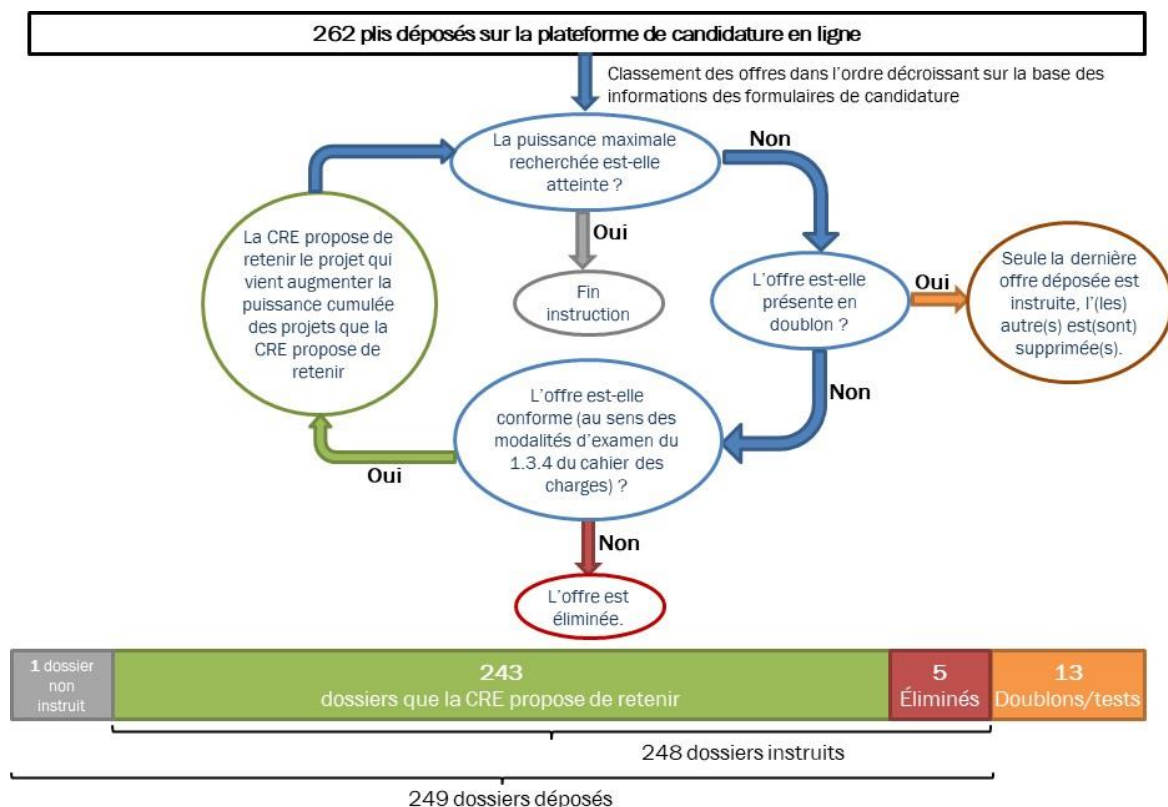 262 plis déposés sur la plateforme de candidature en ligne
Classement des offres dans l'ordre décroissant sur la base des
informations des formulaires de candidature
La puissance maximale
recherchée est-elle
atteinte ?
Non
Oui
Fin
instruction
La CRE propose de
retenir le projet qui
vient augmenter la
puissance cumulée
des projets que la
CRE propose de
retenir
L'offre est-elle
présente en
doublon ?
Oui
Seule la dernière
offre déposée est
instruite, l'(les)
autre(s) est(sont)
supprimée(s).
Non
L'offre est-elle
conforme (au sens des
modalités d'examen du
1.3.4 du cahier des
charges) ?
Oui
Non
L'offre est
éliminée.
1 dossier
non
instruit
243
dossiers que la CRE propose de retenir
5
Éliminés
13
Doublons/tests
248 dossiers instruits
249 dossiers déposés